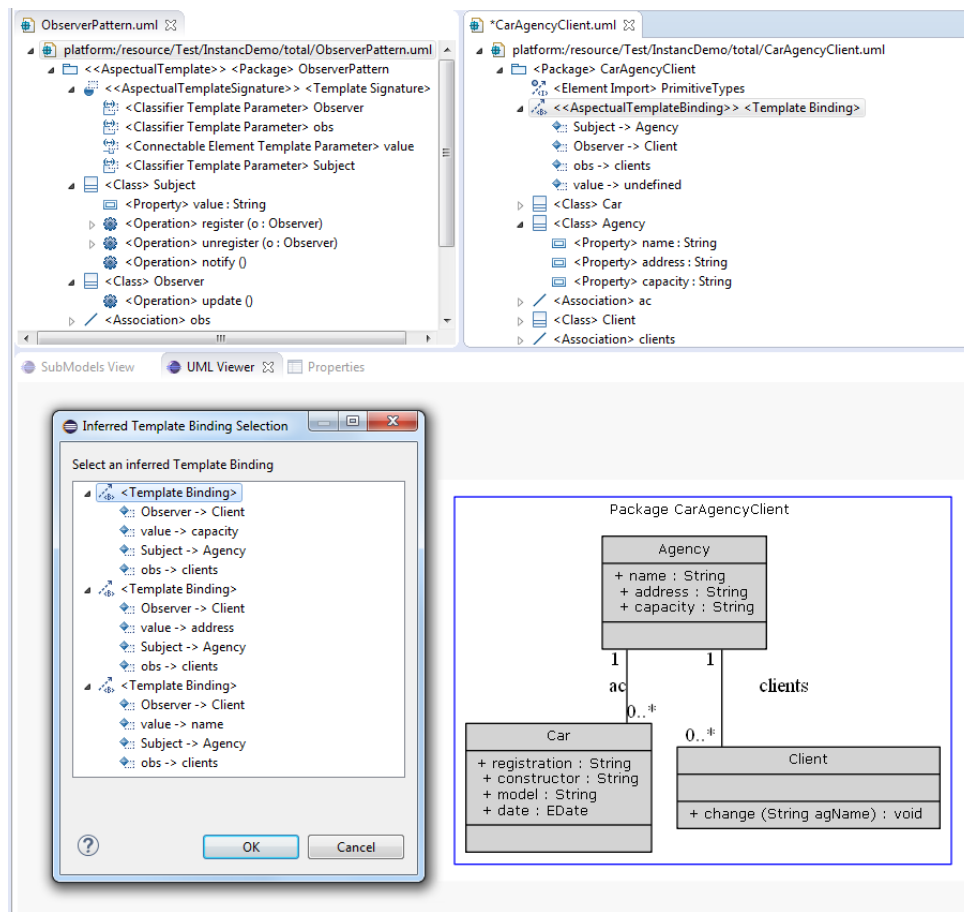 ObserverPattern.uml
platform:/resource/Test/InstancDemo/total/ObserverPattern.uml
<<AspectualTemplate>> <Package> ObserverPattern
<<AspectualTemplateSignature>> <Template Signature>
<Classifier Template Parameter> Observer
<Classifier Template Parameter> obs
<Connectable Element Template Parameter> value
<Classifier Template Parameter> Subject
<Class> Subject
<Property> value : String
<Operation> register (o : Observer)
<Operation> unregister (o : Observer)
<Operation> notify ()
<Class> Observer
<Operation> update ()
<Association> obs
*CarAgencyClient.uml
platform:/resource/Test/InstancDemo/total/CarAgencyClient.uml
<Package> CarAgencyClient
<Element Import> PrimitiveTypes
<<AspectualTemplateBinding>> <Template Binding>
Subject -> Agency
Observer -> Client
obs -> clients
value -> undefined
<Class> Car
<Class> Agency
<Property> name : String
<Property> address : String
<Property> capacity : String
<Association> ac
<Class> Client
<Association> clients
SubModels View
UML Viewer
Properties
Inferred Template Binding Selection
Select an inferred Template Binding
<Template Binding>
Observer -> Client
value -> capacity
Subject -> Agency
obs -> clients
<Template Binding>
Observer -> Client
value -> address
Subject -> Agency
obs -> clients
<Template Binding>
Observer -> Client
value -> name
Subject -> Agency
obs -> clients
?
OK
Cancel
Package CarAgencyClient
Agency
+ name : String
+ address : String
+ capacity : String
1
1
ac
clients
0..*
0..*
Car
+ registration : String
+ constructor : String
+ model : String
+ date : EDate
Client
+ change (String agName) : void